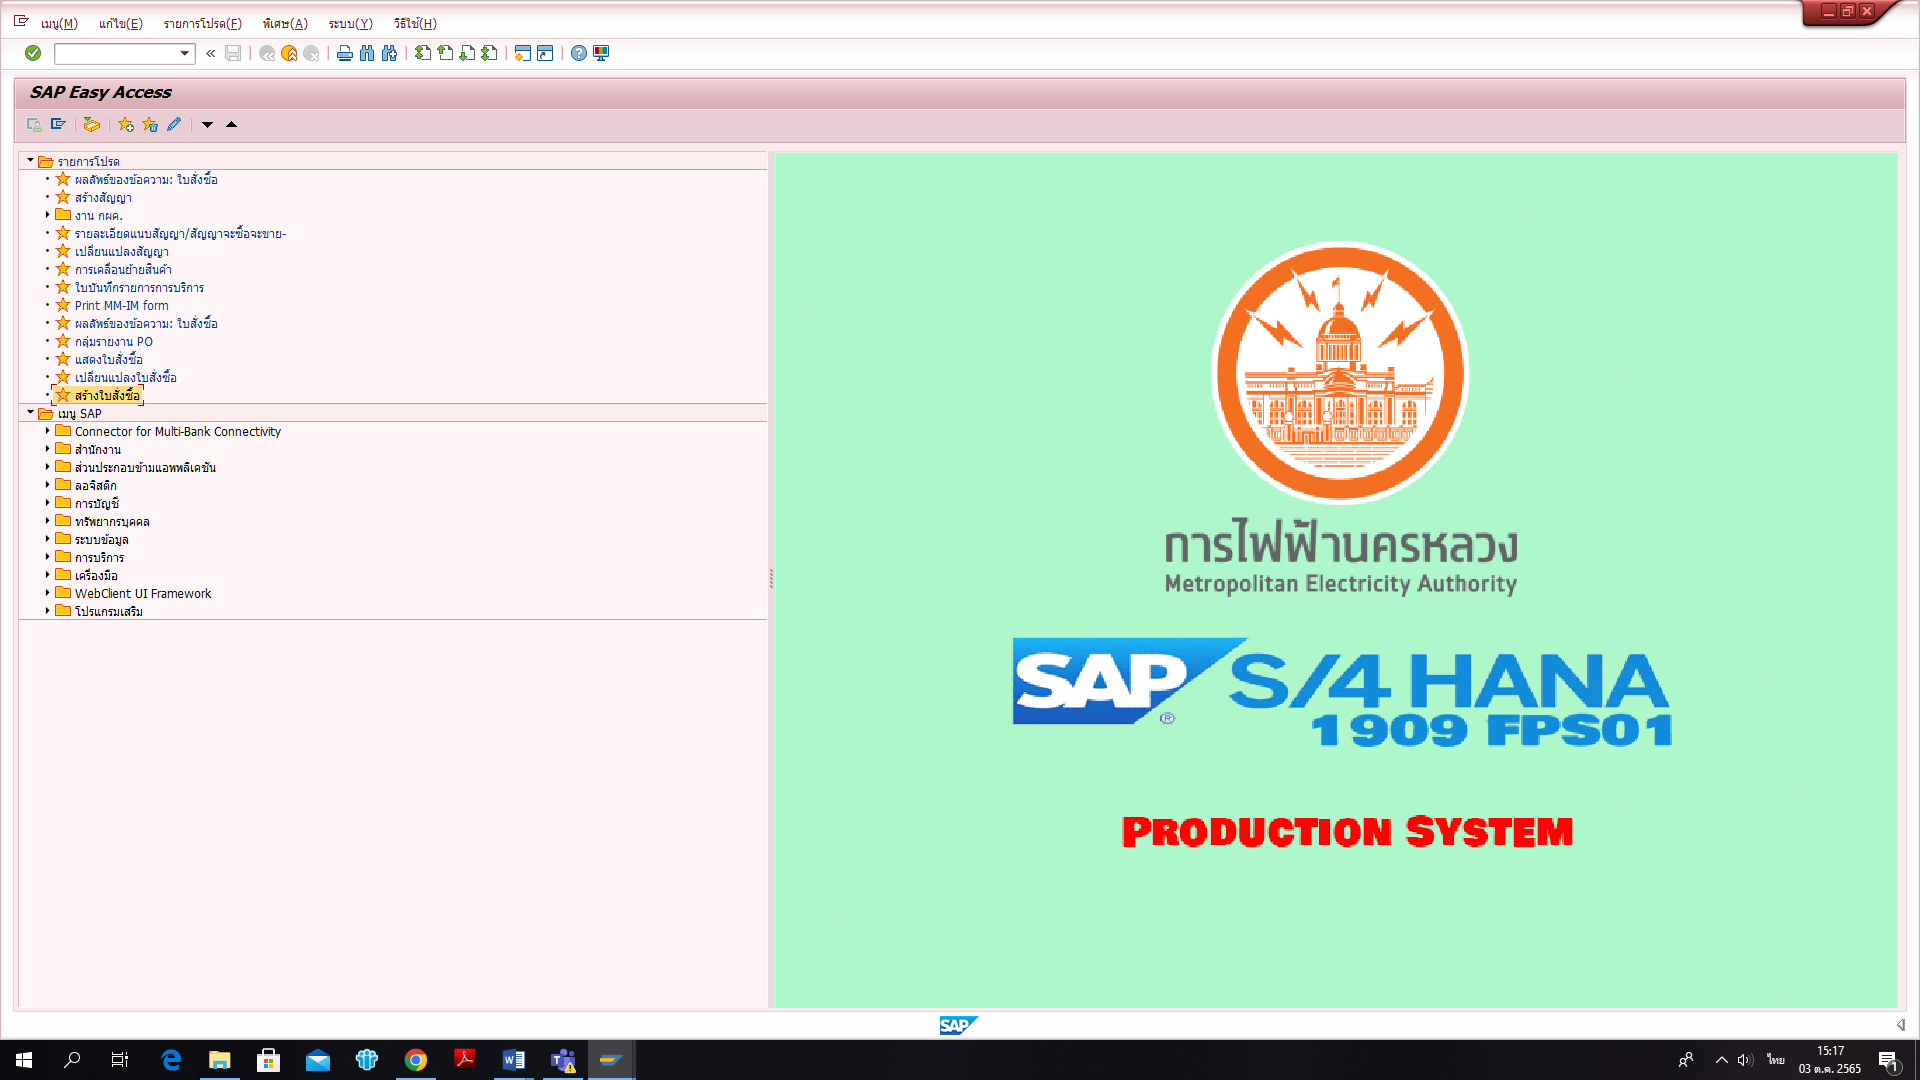 เมนู(M) แก้ไข(E) รายการโปรด(F) พิเศษ(A) ระบบ(Y) วิธีใช้(H)
SAP Easy Access
รายการโปรด
ผลลัพธ์ของข้อความ: ใบสั่งซื้อ
สร้างสัญญา
งาน กผค.
รายละเอียดแนบสัญญา/สัญญาจะซื้อจะขาย-
เปลี่ยนแปลงสัญญา
การเคลื่อนย้ายสินค้า
ใบบันทึกรายการการบริการ
Print MM-IM form
ผลลัพธ์ของข้อความ: ใบสั่งซื้อ
กลุ่มรายงาน PO
แสดงใบสั่งซื้อ
เปลี่ยนแปลงใบสั่งซื้อ
สร้างใบสั่งซื้อ
เมนู SAP
Connector for Multi-Bank Connectivity
สำนักงาน
ส่วนประกอบข้ามแอพพลิเคชัน
ลอจิสติก
การบัญชี
ทรัพยากรบุคคล
ระบบข้อมูล
การบริการ
เครื่องมือ
WebClient UI Framework
โปรแกรมเสริม
การไฟฟ้านครหลวง
Metropolitan Electricity Authority
SAP ® S/4 HANA
1909 FPS01
PRODUCTION SYSTEM
SAP
ไทย
15:17
03 ต.ค. 2565
1